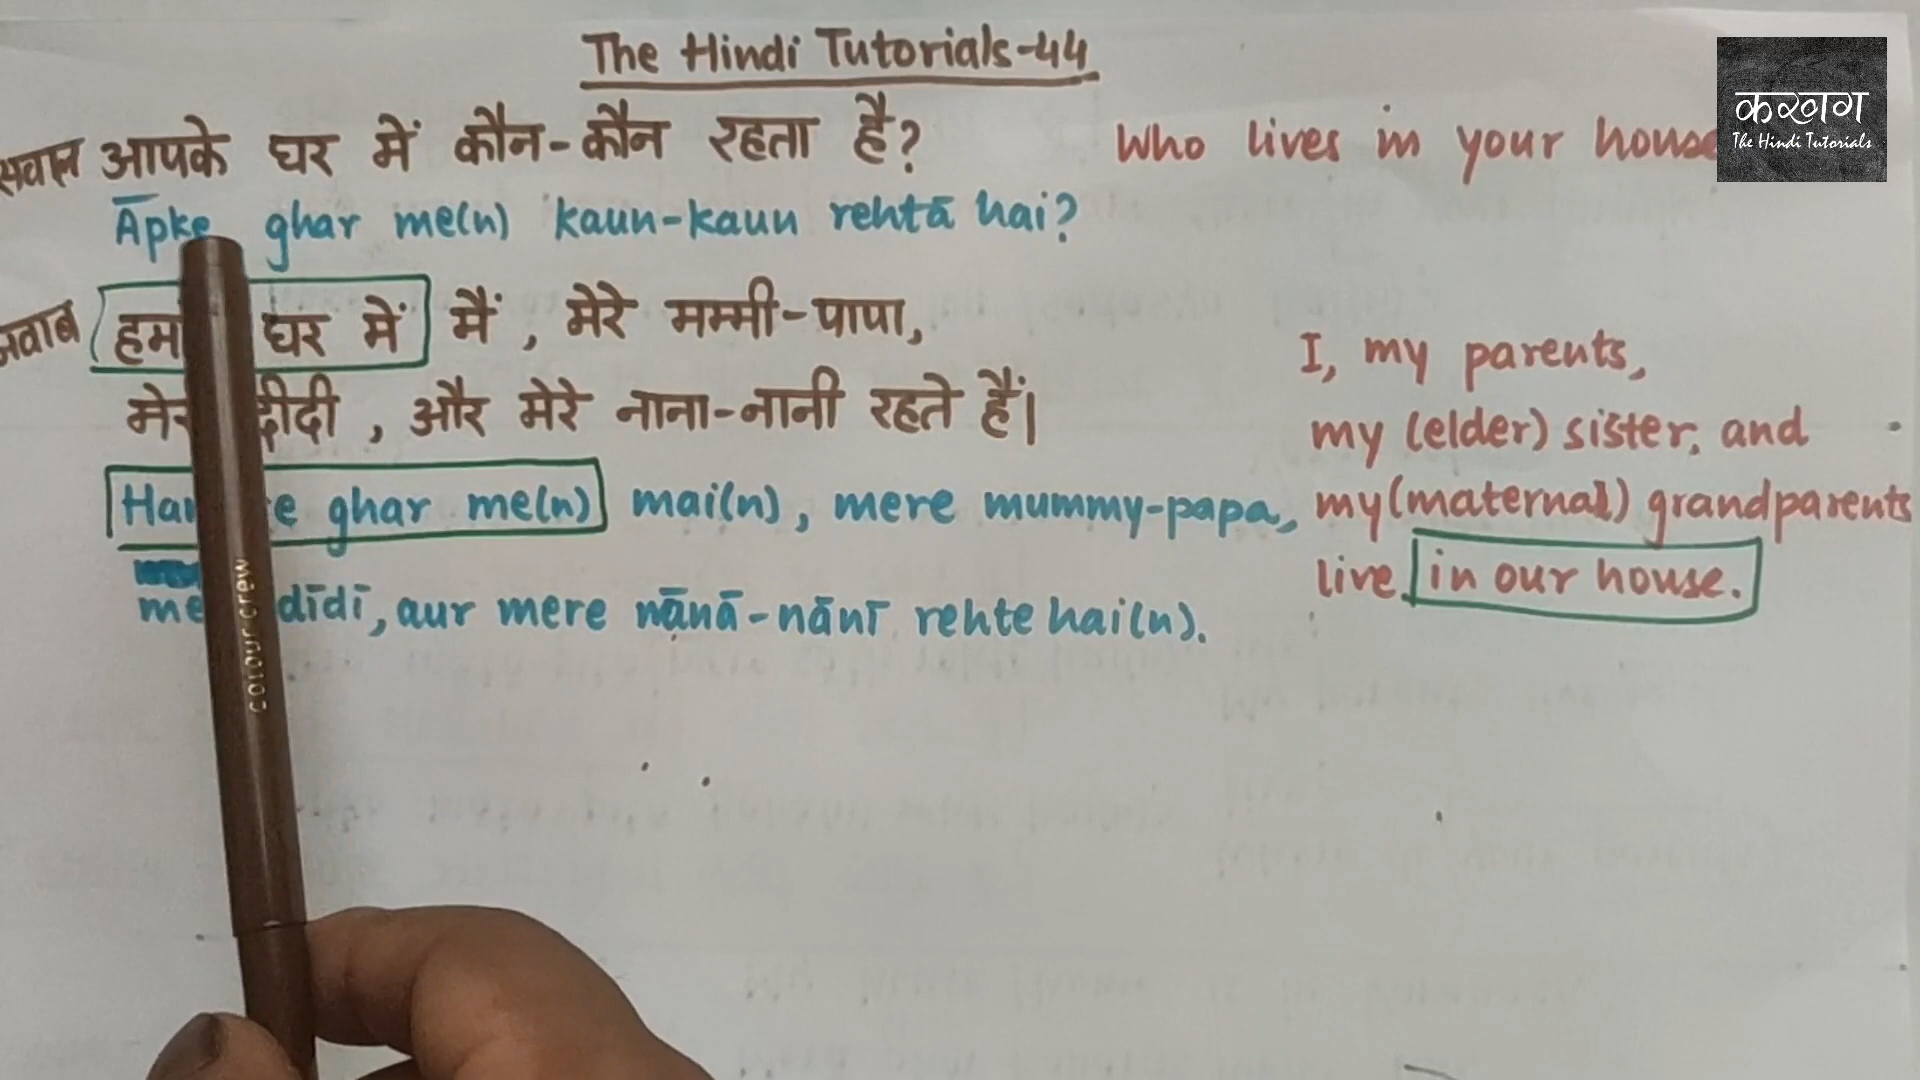 The Hindi Tutorials-44
सवाल आपके घर में कौन-कौन रहता है?
Who lives in your house
Āpke ghar me(n) kaun-kaun rehtā hai?
घर में मैं, मेरे मम्मी-पापा,
दीदी, और मेरे नाना-नानी रहते हैं।
ghar me(n) mai(n), mere mummy-papa,
dīdī, aur mere nānā-nānī rehte hai(n).
I, my parents,
my (elder) sister, and
my (maternal) grandparents
live in our house.
कखग
The Hindi Tutorials
colour crew